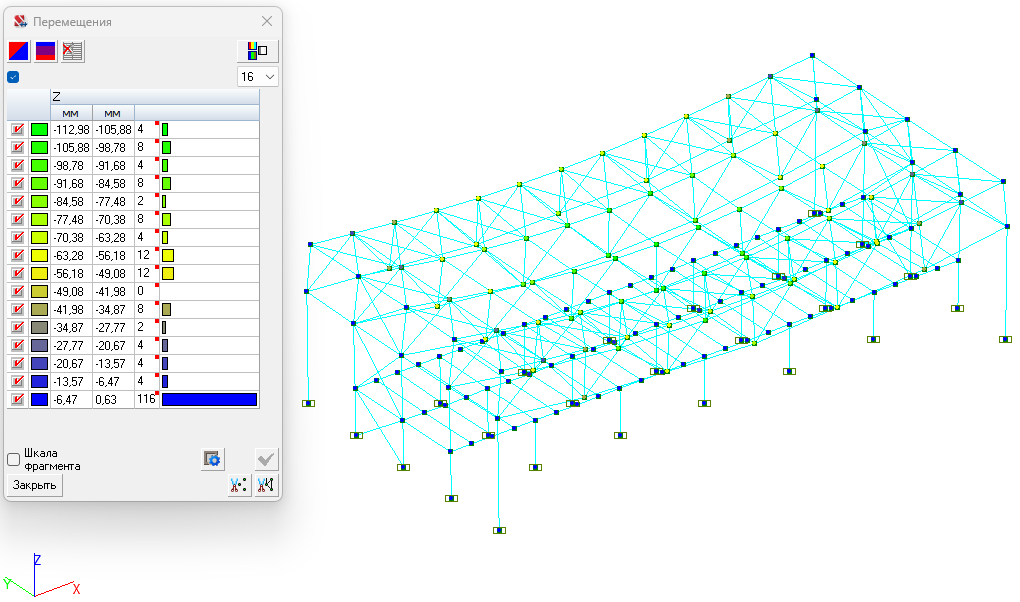 Перемещения
16
Z
мм мм
-112,98 -105,88 4
-105,88 -98,78 8
-98,78 -91,68 4
-91,68 -84,58 8
-84,58 -77,48 2
-77,48 -70,38 8
-70,38 -63,28 4
-63,28 -56,18 12
-56,18 -49,08 12
-49,08 -41,98 0
-41,98 -34,87 8
-34,87 -27,77 2
-27,77 -20,67 4
-20,67 -13,57 4
-13,57 -6,47 4
-6,47 0,63 116
Шкала
фрагмента
Закрыть
Z
Y
X